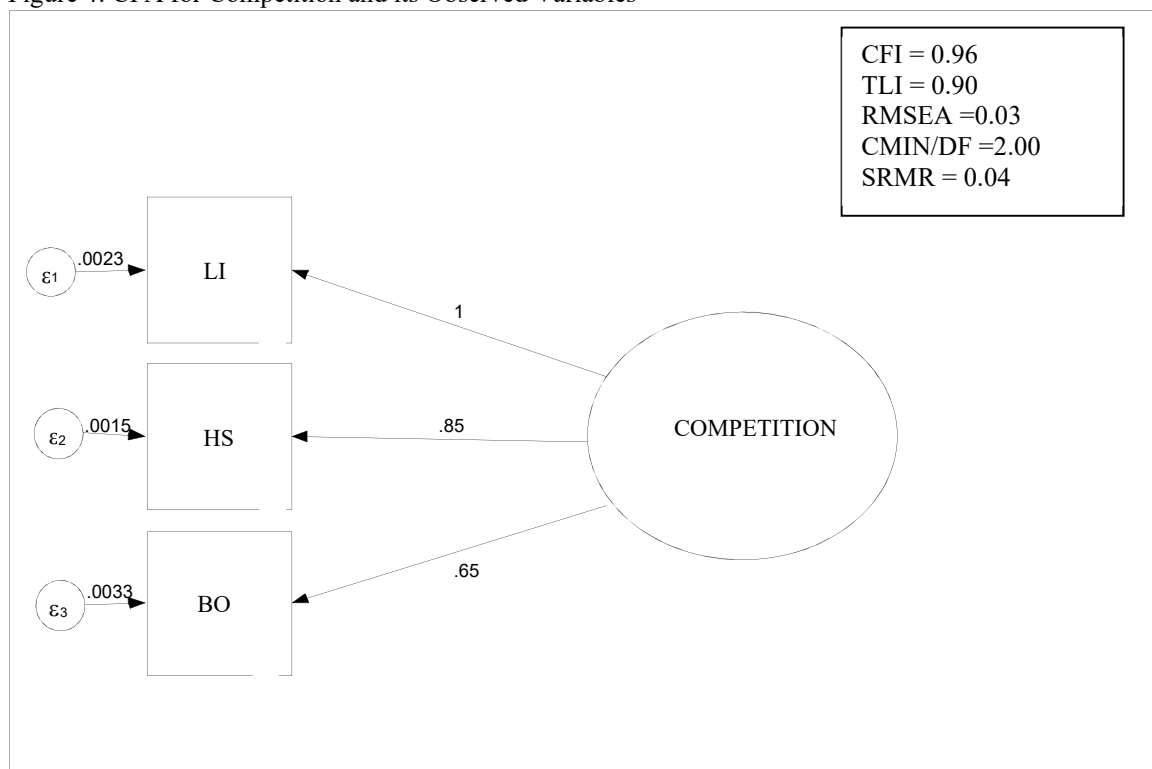 Figure 4: CFA for Competition and its Observed Variables
CFI = 0.96
TLI = 0.90
RMSEA =0.03
CMIN/DF =2.00
SRMR = 0.04
ε1
.0023
LI
1
ε2
.0015
HS
.85
COMPETITION
ε3
.0033
BO
.65